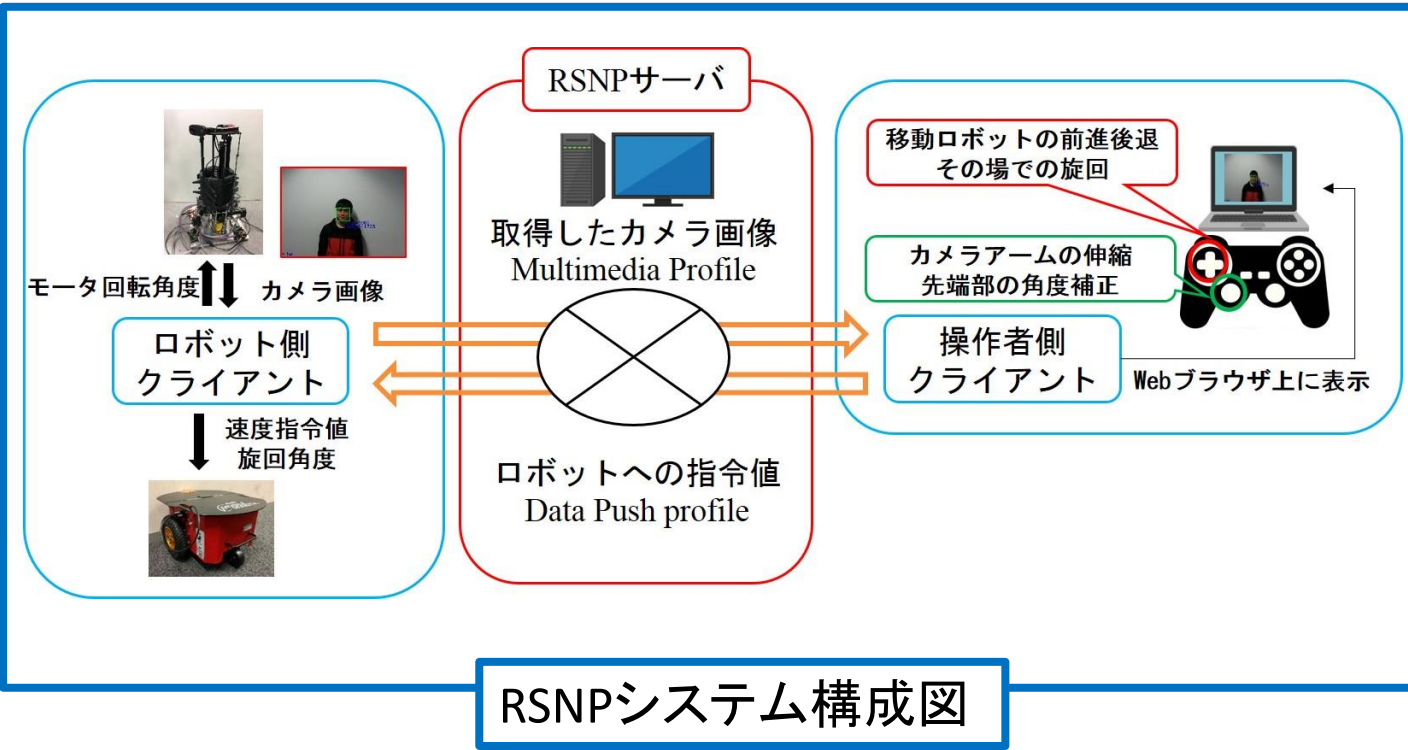 RSNPサーバ
モータ回転角度
カメラ画像
ロボット側
クライアント
速度指令値
旋回角度
取得したカメラ画像
Multimedia Profile
ロボットへの指令値
Data Push profile
移動ロボットの前進後退
その場での旋回
カメラアームの伸縮
先端部の角度補正
操作者側
クライアント
Webブラウザ上に表示
RSNPシステム構成図